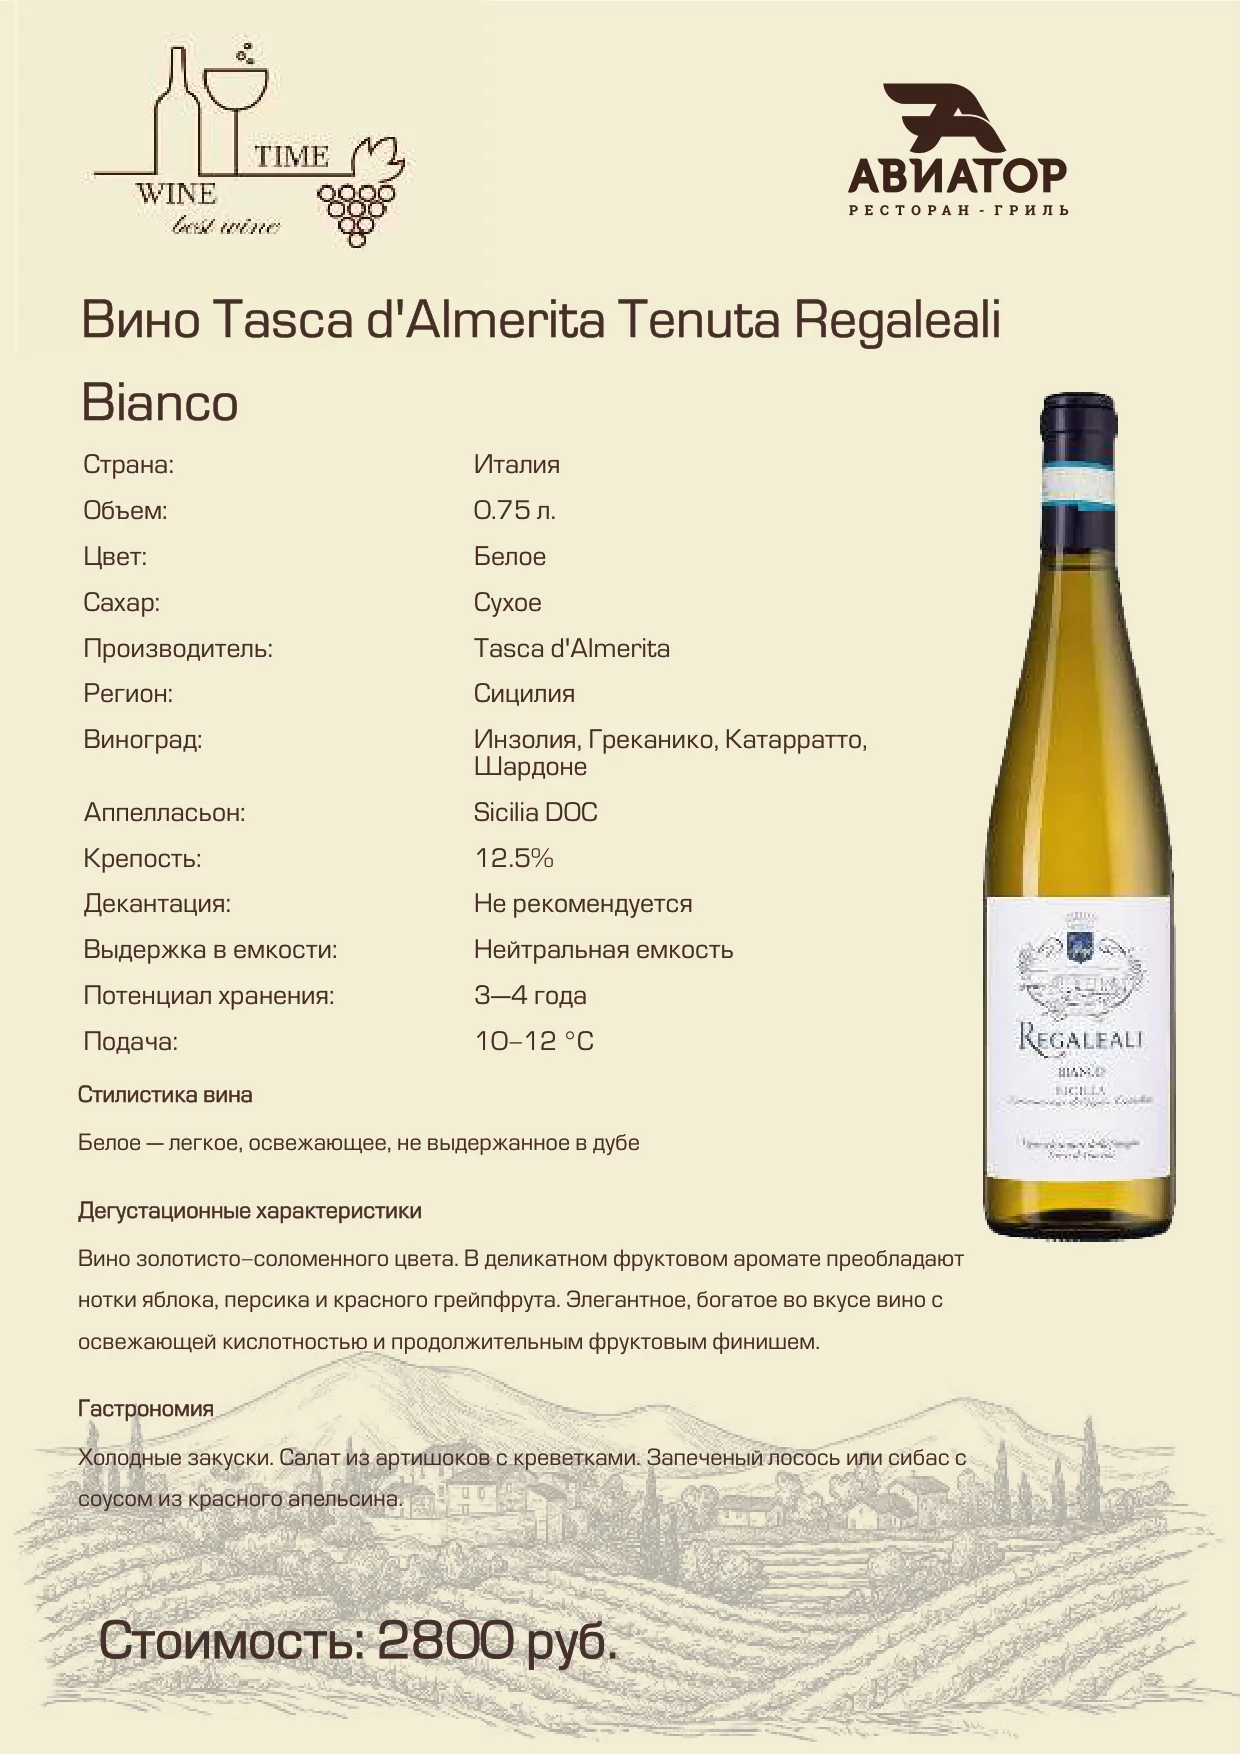 TIME
WINE
best wine
АВИАТОР
РЕСТОРАН - ГРИЛЬ
Вино Tasca d'Almerita Tenuta Regaleali
Bianco
Страна: Италия
Объем: 0.75 л.
Цвет: Белое
Сахар: Сухое
Производитель: Tasca d'Almerita
Регион: Сицилия
Виноград: Инзолия, Греканико, Катарратто,
Шардоне
Аппелласьон: Sicilia DOC
Крепость: 12.5%
Декантация: Не рекомендуется
Выдержка в емкости: Нейтральная емкость
Потенциал хранения: 3—4 года
Подача: 10–12 °C
REGALEALI
BIANCO
SICILIA
Стилистика вина
Белое — легкое, освежающее, не выдержанное в дубе
Дегустационные характеристики
Вино золотисто–соломенного цвета. В деликатном фруктовом аромате преобладают
нотки яблока, персика и красного грейпфрута. Элегантное, богатое во вкусе вино с
освежающей кислотностью и продолжительным фруктовым финишем.
Гастрономия
Холодные закуски. Салат из артишоков с креветками. Запеченый лосось или сибас с
соусом из красного апельсина.
Стоимость: 2800 руб.